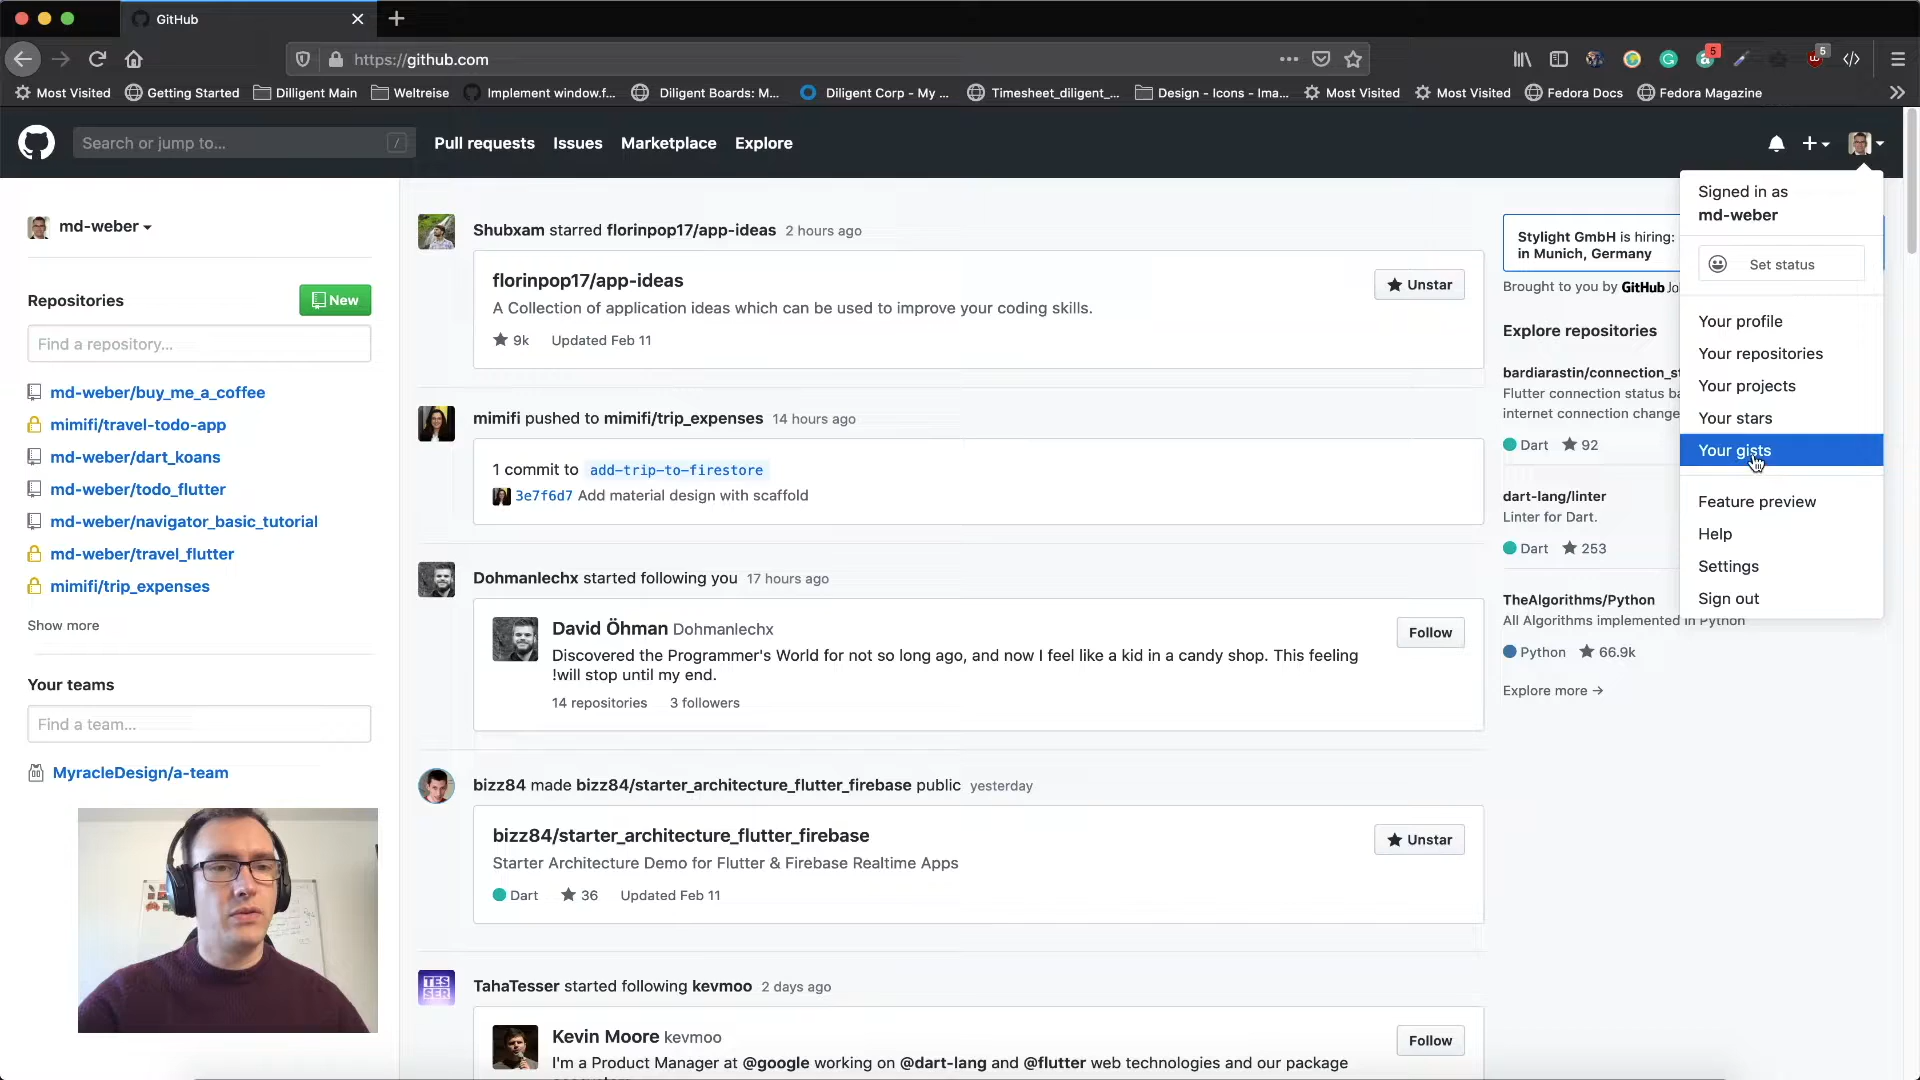 GitHub
https://github.com
5
5
Most Visited
Getting Started
Dilligent Main
Weltreise
Implement window.f...
Diligent Boards: M...
Diligent Corp - My ...
Timesheet_diligent_...
Design - Icons - Ima...
Most Visited
Most Visited
Fedora Docs
Fedora Magazine
Search or jump to...
/
Pull requests
Issues
Marketplace
Explore
Signed in as
md-weber
Set status
Your profile
Your repositories
Your projects
Your stars
Your gists
Feature preview
Help
Settings
Sign out
md-weber
Repositories
New
Find a repository...
md-weber/buy_me_a_coffee
mimifi/travel-todo-app
md-weber/dart_koans
md-weber/todo_flutter
md-weber/navigator_basic_tutorial
md-weber/travel_flutter
mimifi/trip_expenses
Show more
Your teams
Find a team...
MyracleDesign/a-team
Shubxam starred florinpop17/app-ideas 2 hours ago
florinpop17/app-ideas
Unstar
A Collection of application ideas which can be used to improve your coding skills.
9k Updated Feb 11
mimifi pushed to mimifi/trip_expenses 14 hours ago
1 commit to add-trip-to-firestore
3e7f6d7 Add material design with scaffold
Dohmanlechx started following you 17 hours ago
David Öhman Dohmanlechx
Follow
Discovered the Programmer's World for not so long ago, and now I feel like a kid in a candy shop. This feeling
!will stop until my end.
14 repositories 3 followers
bizz84 made bizz84/starter_architecture_flutter_firebase public yesterday
bizz84/starter_architecture_flutter_firebase
Unstar
Starter Architecture Demo for Flutter & Firebase Realtime Apps
Dart 36 Updated Feb 11
TES
SER
TahaTesser started following kevmoo 2 days ago
Kevin Moore kevmoo
Follow
I'm a Product Manager at @google working on @dart-lang and @flutter web technologies and our package
Stylight GmbH is hiring:
in Munich, Germany
Brought to you by GitHub
Explore repositories
Flutter connection status
internet connection change
Dart 92
dart-lang/linter
Linter for Dart.
Dart 253
TheAlgorithms/Python
All Algorithms implemented in Python
Python 66.9k
Explore more →